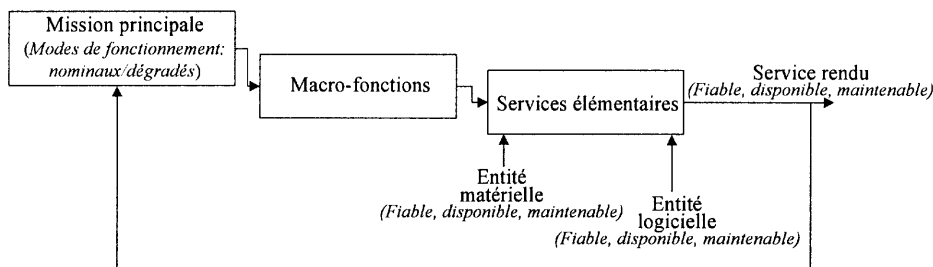 Mission principale
(Modes de fonctionnement:
nominaux/dégradés)
Macro-fonctions
Services élémentaires
Service rendu
(Fiable, disponible, maintenable)
Entité
matérielle
(Fiable, disponible, maintenable)
Entité
logicielle
(Fiable, disponible, maintenable)